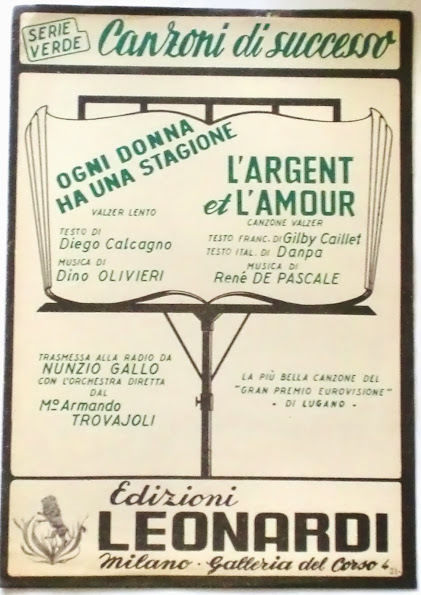 SERIE
VERDE
Canzoni di successo
OGNI DONNA
HA UNA STAGIONE
VALZER LENTO
TESTO DI
Diego Calcagno
MUSICA DI
Dino OLIVIERI
L'ARGENT
et L'AMOUR
CANZONE VALZER
TESTO FRANC. DI Gilby Caillet
TESTO ITAL. DI Danpa
MUSICA DI
René DE PASCALE
TRASMESSA ALLA RADIO DA
NUNZIO GALLO
CON L'ORCHESTRA DIRETTA
DAL
Mo Armando
TROVAJOLI
LA PIÙ BELLA CANZONE DEL
"GRAN PREMIO EUROVISIONE"
- DI LUGANO -
Edizioni
LEONARDI
Milano - Galleria del Corso 4